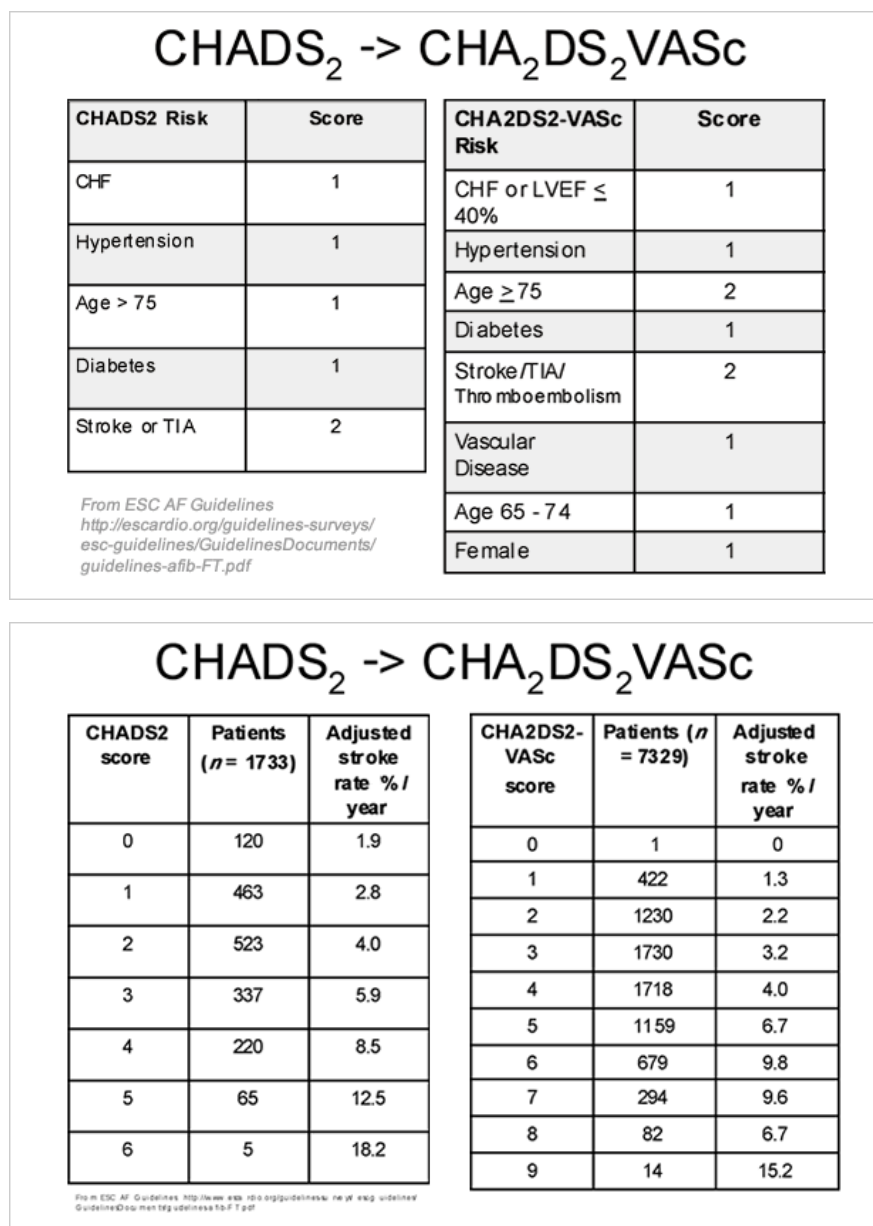 CHADS2 -> CHA2DS2VASc
CHADS2 Risk Score
CHF 1
Hypertension 1
Age > 75 1
Diabetes 1
Stroke or TIA 2
From ESC AF Guidelines
http://escardio.org/guidelines-surveys/
esc-guidelines/GuidelinesDocuments/
guidelines-afib-FT.pdf
CHA2DS2-VASc Score
Risk
CHF or LVEF ≤ 1
40%
Hypertension 1
Age ≥ 75 2
Diabetes 1
Stroke/TIA/ 2
Thromboembolism
Vascular 1
Disease
Age 65 - 74 1
Female 1
CHADS2 -> CHA2DS2VASc
CHADS2 Patients Adjusted
score (n = 1733) stroke
rate % /
year
0 120 1.9
1 463 2.8
2 523 4.0
3 337 5.9
4 220 8.5
5 65 12.5
6 5 18.2
From ESC AF Guidelines
CHA2DS2- Patients (n Adjusted
VASc = 7329) stroke
score rate % /
year
0 1 0
1 422 1.3
2 1230 2.2
3 1730 3.2
4 1718 4.0
5 1159 6.7
6 679 9.8
7 294 9.6
8 82 6.7
9 14 15.2